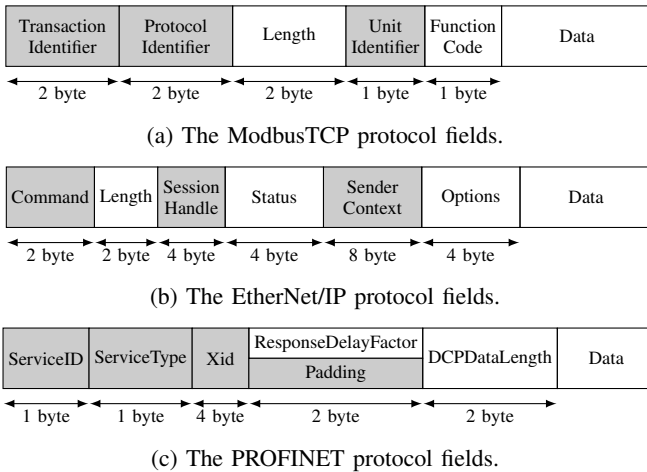 Transaction Identifier Protocol Identifier Length Unit Identifier Function Code Data
2 byte 2 byte 2 byte 1 byte 1 byte
(a) The ModbusTCP protocol fields.
Command Length Session Handle Status Sender Context Options Data
2 byte 2 byte 4 byte 4 byte 8 byte 4 byte
(b) The EtherNet/IP protocol fields.
ServiceID ServiceType Xid ResponseDelayFactor Padding DCPDataLength Data
1 byte 1 byte 4 byte 2 byte 2 byte
(c) The PROFINET protocol fields.